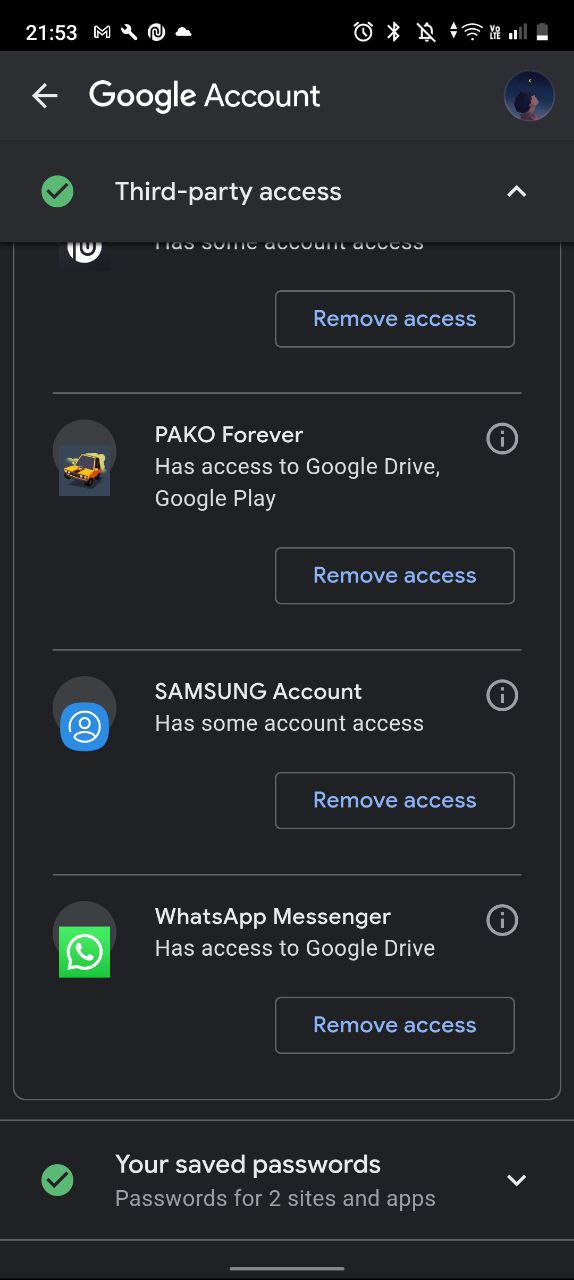 21:53
Vo
LTE
Google Account
Third-party access
Has some account access
Remove access
PAKO Forever
Has access to Google Drive,
Google Play
Remove access
SAMSUNG Account
Has some account access
Remove access
WhatsApp Messenger
Has access to Google Drive
Remove access
Your saved passwords
Passwords for 2 sites and apps